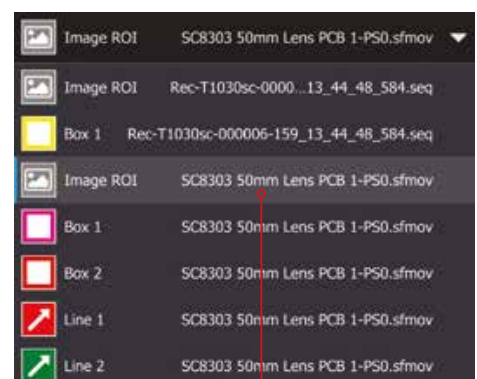 Image ROI SC8303 50mm Lens PCB 1-PS0.sfmov
Image ROI Rec-T1030sc-0000...13_44_48_584.seq
Box 1 Rec-T1030sc-000006-159_13_44_48_584.seq
Image ROI SC8303 50mm Lens PCB 1-PS0.sfmov
Box 1 SC8303 50mm Lens PCB 1-PS0.sfmov
Box 2 SC8303 50mm Lens PCB 1-PS0.sfmov
Line 1 SC8303 50mm Lens PCB 1-PS0.sfmov
Line 2 SC8303 50mm Lens PCB 1-PS0.sfmov